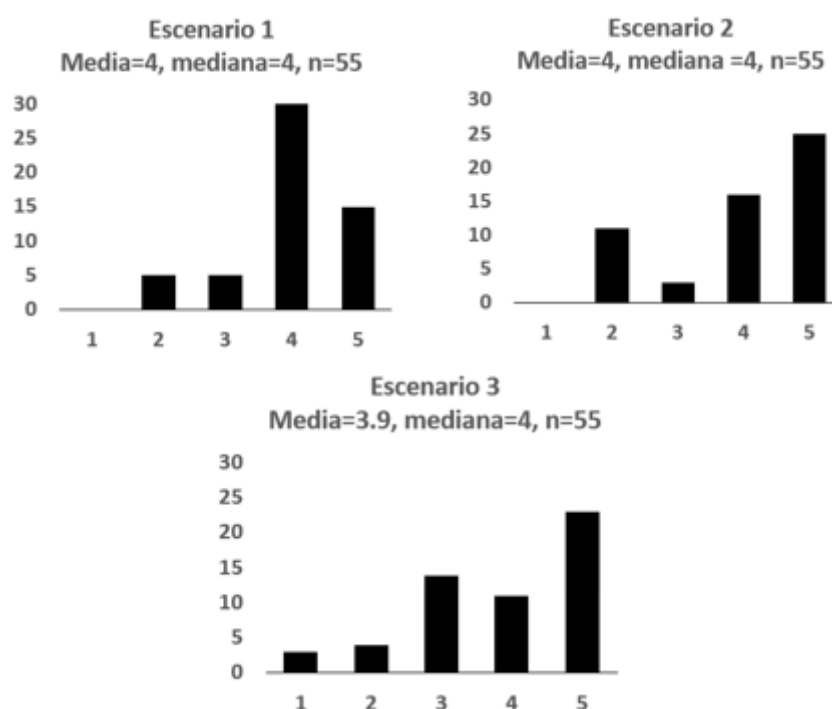 Escenario 1
Media=4, mediana=4, n=55
30
25
20
15
10
5
0
1 2 3 4 5
Escenario 2
Media=4, mediana =4, n=55
30
25
20
15
10
5
0
1 2 3 4 5
Escenario 3
Media=3.9, mediana=4, n=55
30
25
20
15
10
5
0
1 2 3 4 5